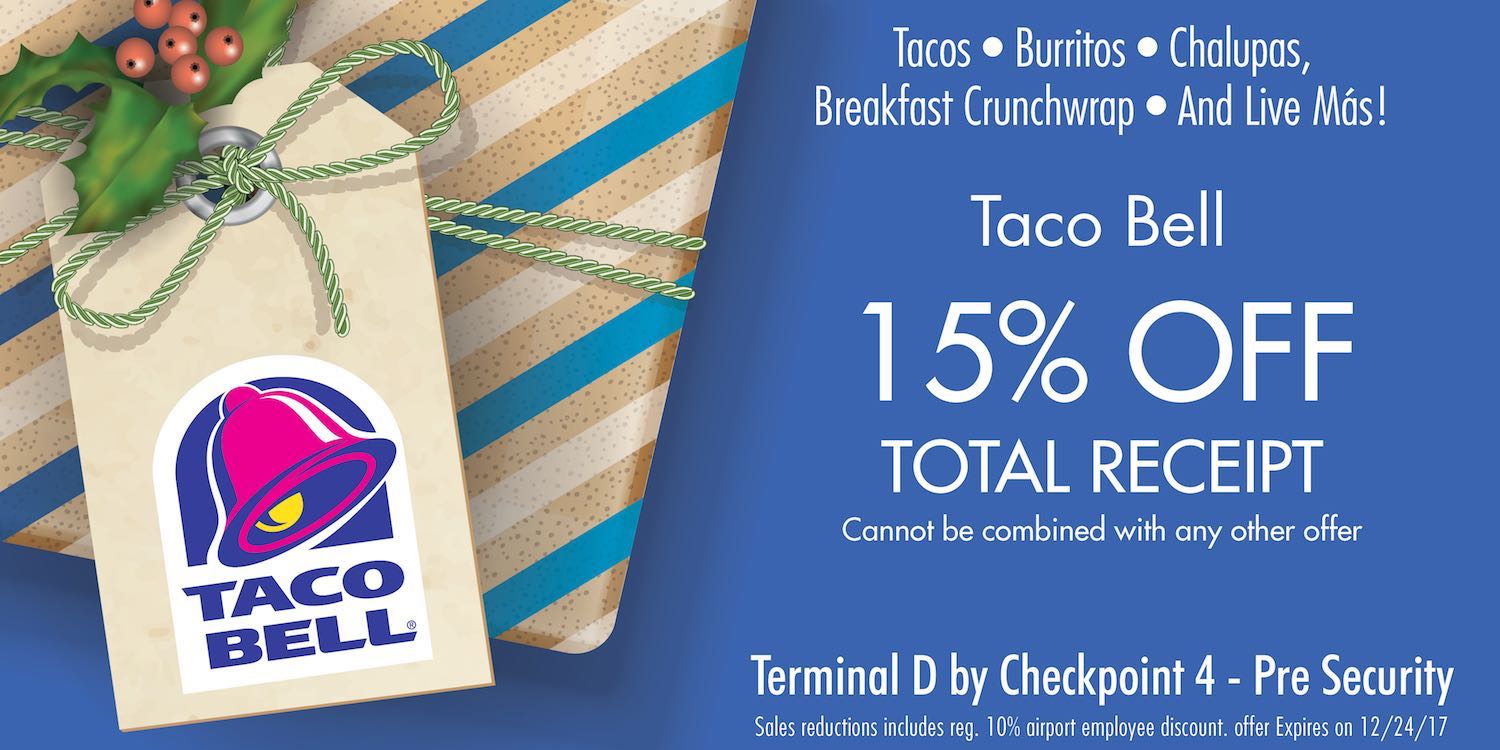 Tacos • Burritos • Chalupas,
Breakfast Crunchwrap • And Live Más!
Taco Bell
15% OFF
TOTAL RECEIPT
Cannot be combined with any other offer
Terminal D by Checkpoint 4 - Pre Security
Sales reductions includes reg. 10% airport employee discount. offer Expires on 12/24/17
TACO
BELL®